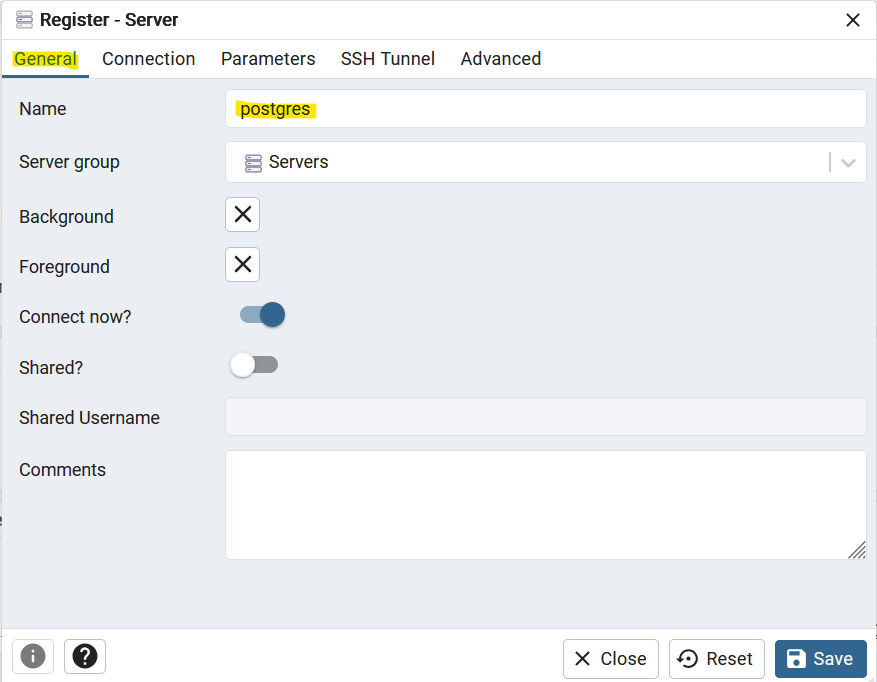 Register - Server
General Connection Parameters SSH Tunnel Advanced
Name postgres
Server group Servers
Background
Foreground
Connect now?
Shared?
Shared Username
Comments
Close Reset Save